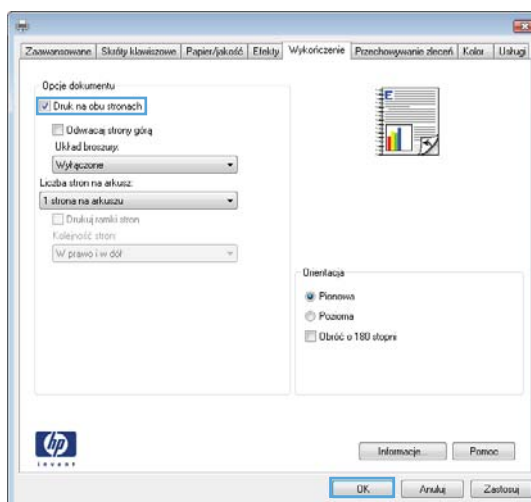 Zaawansowane Skróty klawiszowe Papier/jakość Efekty Wykończenie Przechowywanie zleceń Kolor Usługi
Opcje dokumentu
Druk na obu stronach
Odwracaj strony górą
Układ broszury:
Wyłączone
Liczba stron na arkusz:
1 strona na arkuszu
Drukuj ramki stron
Kolejność stron:
W prawo i w dół
E
Orientacja
Pionowa
Pozioma
Obróć o 180 stopni
hp
invent
Informacje... Pomoc
OK Anuluj Zastosuj